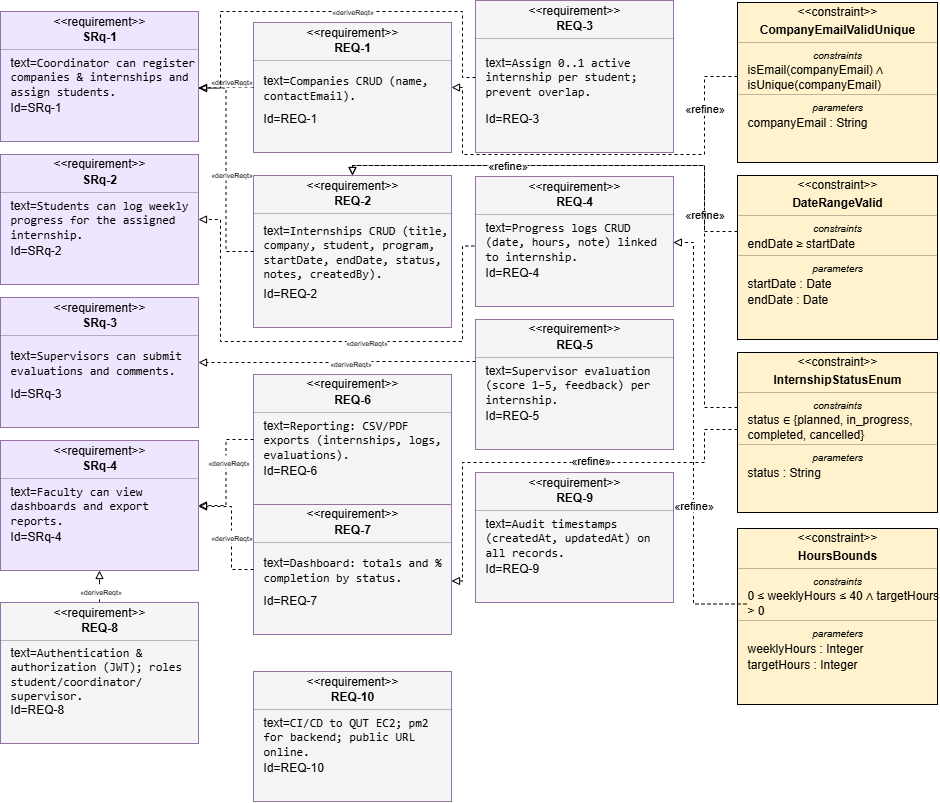 <<requirement>>
SRq-1
text=Coordinator can register
companies & internships and
assign students.
Id=SRq-1
<<requirement>>
SRq-2
text=Students can log weekly
progress for the assigned
internship.
Id=SRq-2
<<requirement>>
SRq-3
text=Supervisors can submit
evaluations and comments.
Id=SRq-3
<<requirement>>
SRq-4
text=Faculty can view
dashboards and export
reports.
Id=SRq-4
«deriveReqt»
<<requirement>>
REQ-8
text=Authentication &
authorization (JWT); roles
student/coordinator/
supervisor.
Id=REQ-8
«deriveReqt»
«deriveReqt»
«deriveReqt»
«deriveReqt»
«deriveReqt»
«deriveReqt»
«deriveReqt»
<<requirement>>
REQ-1
text=Companies CRUD (name,
contactEmail).
Id=REQ-1
<<requirement>>
REQ-2
text=Internships CRUD (title,
company, student, program,
startDate, endDate, status,
notes, createdBy).
Id=REQ-2
<<requirement>>
REQ-6
text=Reporting: CSV/PDF
exports (internships, logs,
evaluations).
Id=REQ-6
<<requirement>>
REQ-7
text=Dashboard: totals and %
completion by status.
Id=REQ-7
<<requirement>>
REQ-10
text=CI/CD to QUT EC2; pm2
for backend; public URL
online.
Id=REQ-10
<<requirement>>
REQ-3
text=Assign 0..1 active
internship per student;
prevent overlap.
Id=REQ-3
«refine»
<<requirement>>
REQ-4
text=Progress logs CRUD
(date, hours, note) linked
to internship.
Id=REQ-4
<<requirement>>
REQ-5
text=Supervisor evaluation
(score 1–5, feedback) per
internship.
Id=REQ-5
«refine»
<<requirement>>
REQ-9
text=Audit timestamps
(createdAt, updatedAt) on
all records.
Id=REQ-9
«refine»
«refine»
«refine»
<<constraint>>
CompanyEmailValidUnique
constraints
isEmail(companyEmail) ∧
isUnique(companyEmail)
parameters
companyEmail : String
<<constraint>>
DateRangeValid
constraints
endDate ≥ startDate
parameters
startDate : Date
endDate : Date
<<constraint>>
InternshipStatusEnum
constraints
status ∈ {planned, in_progress,
completed, cancelled}
parameters
status : String
<<constraint>>
HoursBounds
constraints
0 ≤ weeklyHours ≤ 40 ∧ targetHours
> 0
parameters
weeklyHours : Integer
targetHours : Integer